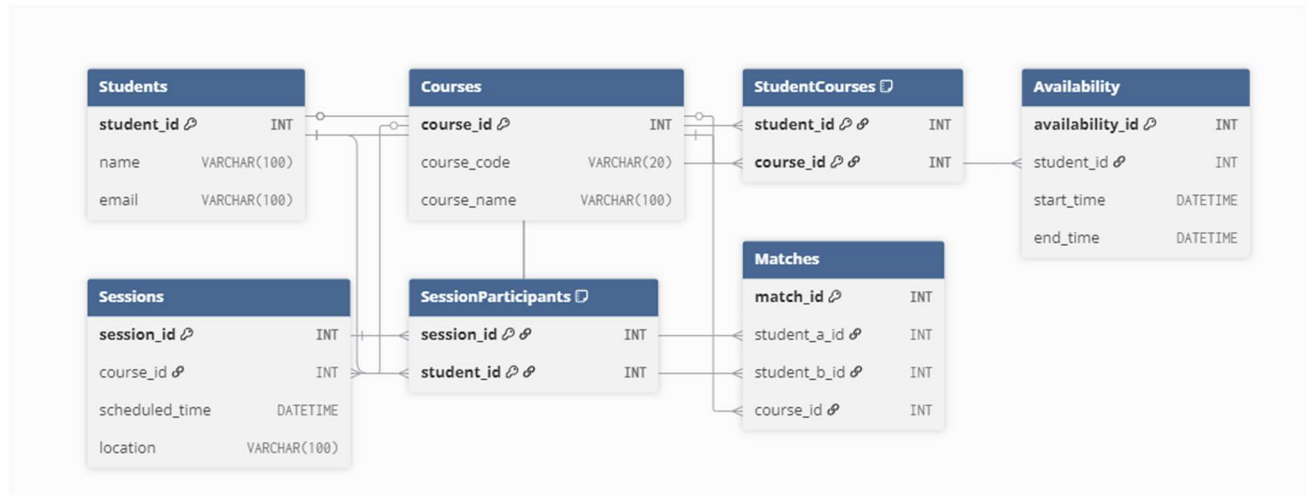 Students
student_id INT
name VARCHAR(100)
email VARCHAR(100)
Courses
course_id INT
course_code VARCHAR(20)
course_name VARCHAR(100)
StudentCourses
student_id INT
course_id INT
Availability
availability_id INT
student_id INT
start_time DATETIME
end_time DATETIME
Sessions
session_id INT
course_id INT
scheduled_time DATETIME
location VARCHAR(100)
SessionParticipants
session_id INT
student_id INT
Matches
match_id INT
student_a_id INT
student_b_id INT
course_id INT